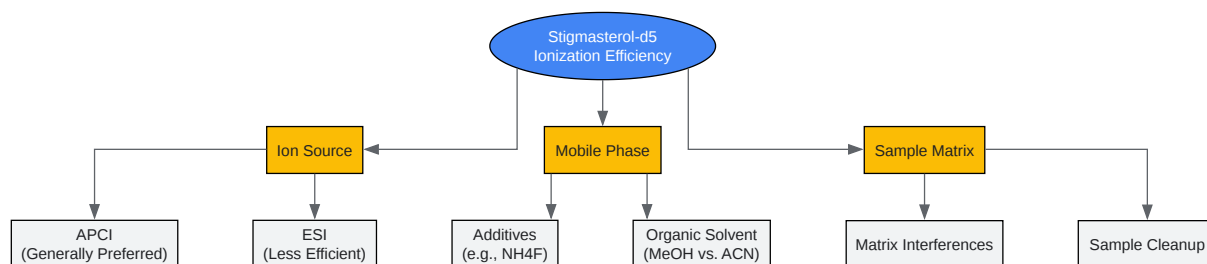 Stigmasterol-d5
Ionization Efficiency
Ion Source
Mobile Phase
Sample Matrix
APCI
(Generally Preferred)
ESI
(Less Efficient)
Additives
(e.g., NH4F)
Organic Solvent
(MeOH vs. ACN)
Matrix Interferences
Sample Cleanup